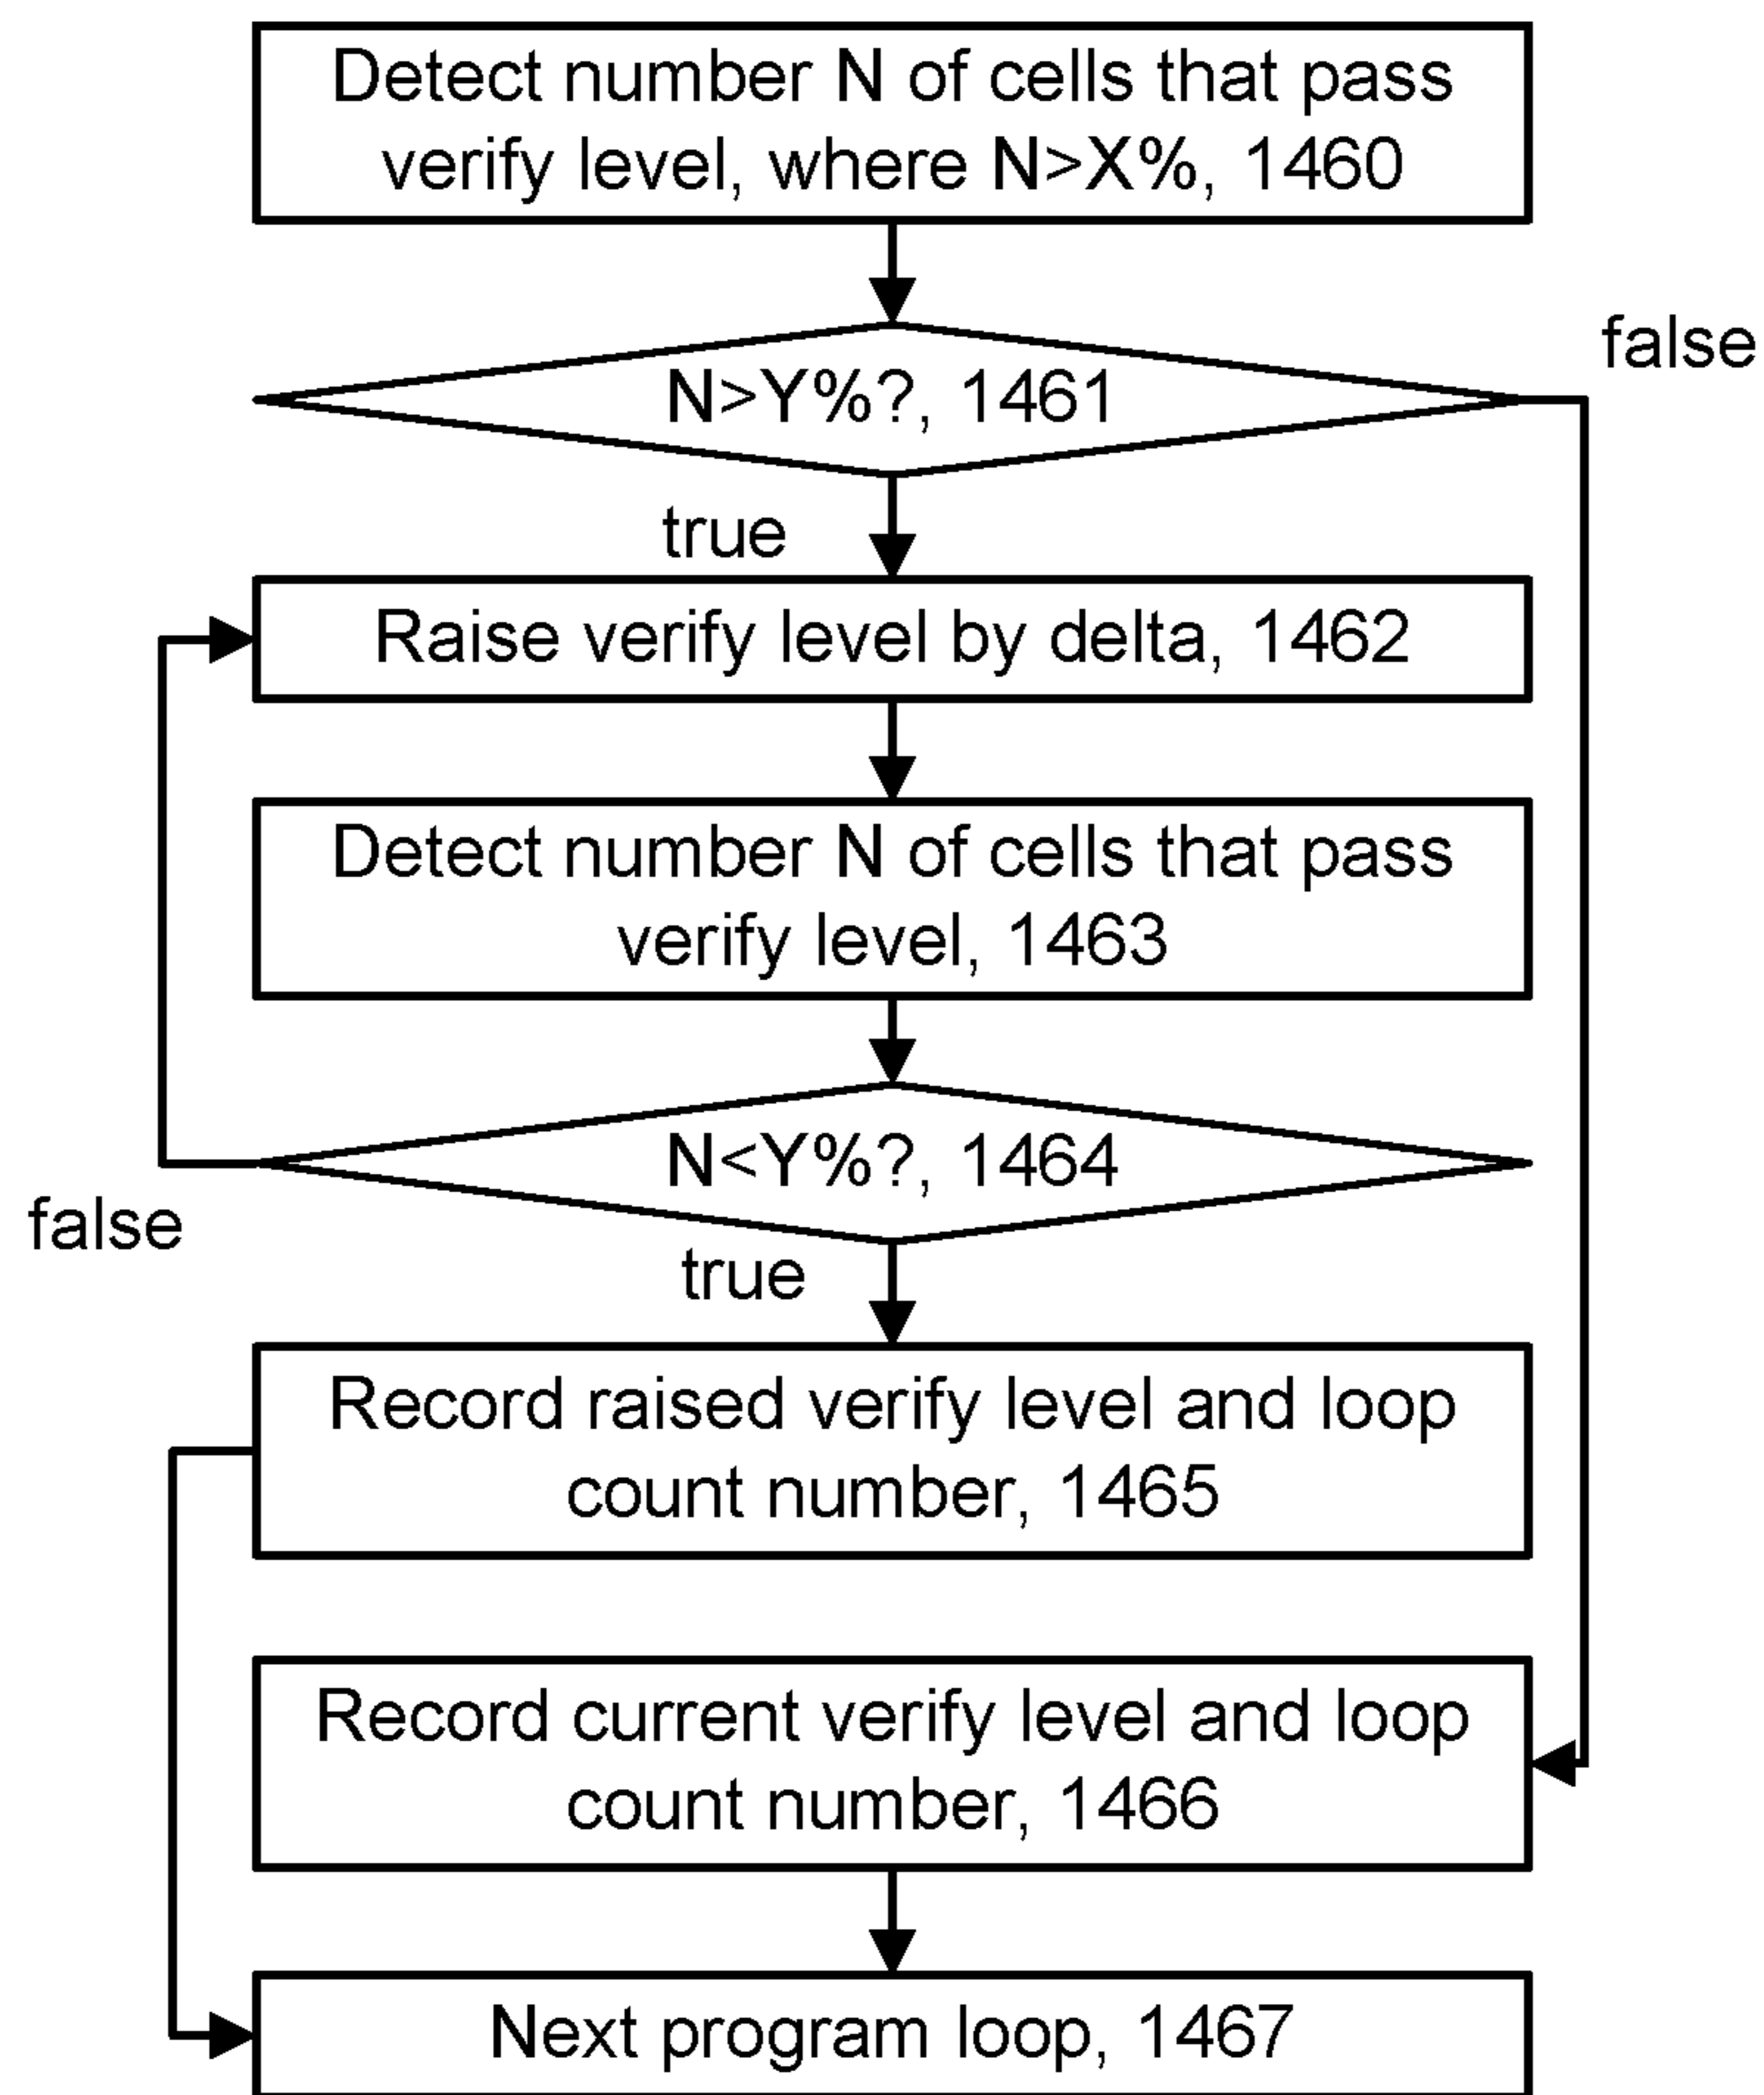 Detect number N of cells that pass
verify level, where N>X%, 1460
false
N>Y%?, 1461
true
Raise verify level by delta, 1462
Detect number N of cells that pass
verify level, 1463
N<Y%?, 1464
false
true
Record raised verify level and loop
count number, 1465
Record current verify level and loop
count number, 1466
Next program loop, 1467